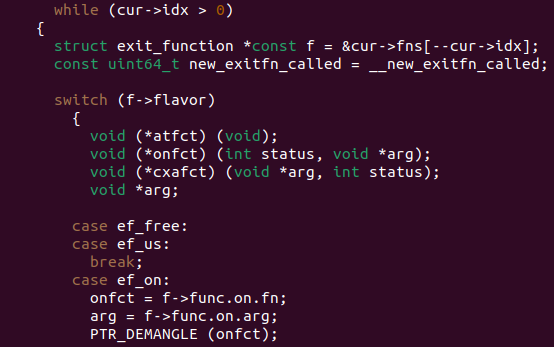 while (cur->idx > 0)
{
struct exit_function *const f = &cur->fns[--cur->idx];
const uint64_t new_exitfn_called = __new_exitfn_called;
switch (f->flavor)
{
void (*atfct) (void);
void (*onfct) (int status, void *arg);
void (*cxafct) (void *arg, int status);
void *arg;
case ef_free:
case ef_us:
break;
case ef_on:
onfct = f->func.on.fn;
arg = f->func.on.arg;
PTR_DEMANGLE (onfct);